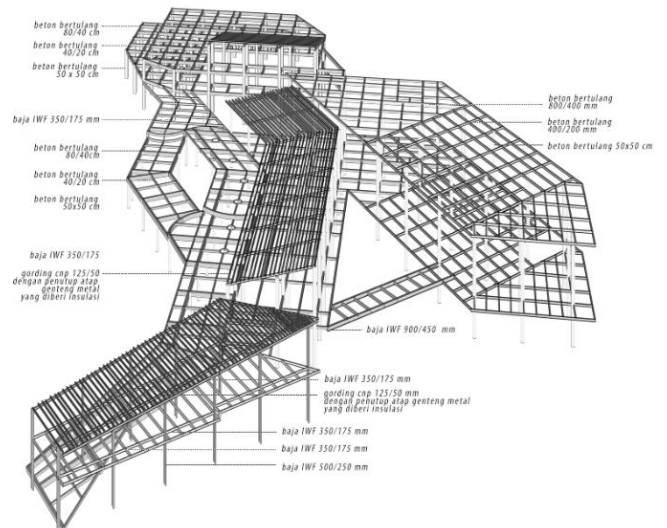 beton bertulang
80/40 cm
beton bertulang
40/20 cm
beton bertulang
50 x 50 cm
baja IWF 350/175 mm
beton bertulang
80/40cm
beton bertulang
40/20 cm
beton bertulang
50x50 cm
baja IWF 350/175
gording cnp 125/50
dengan penutup atap
genteng metal
yang diberi insulasi
beton bertulang
800/400 mm
beton bertulang
400/200 mm
beton bertulang 50x50 cm
baja IWF 900/450 mm
baja IWF 350/175 mm
gording cnp 125/50 mm
dengan penutup atap genteng metal
yang diberi insulasi
baja IWF 350/175 mm
baja IWF 350/175 mm
baja IWF 500/250 mm